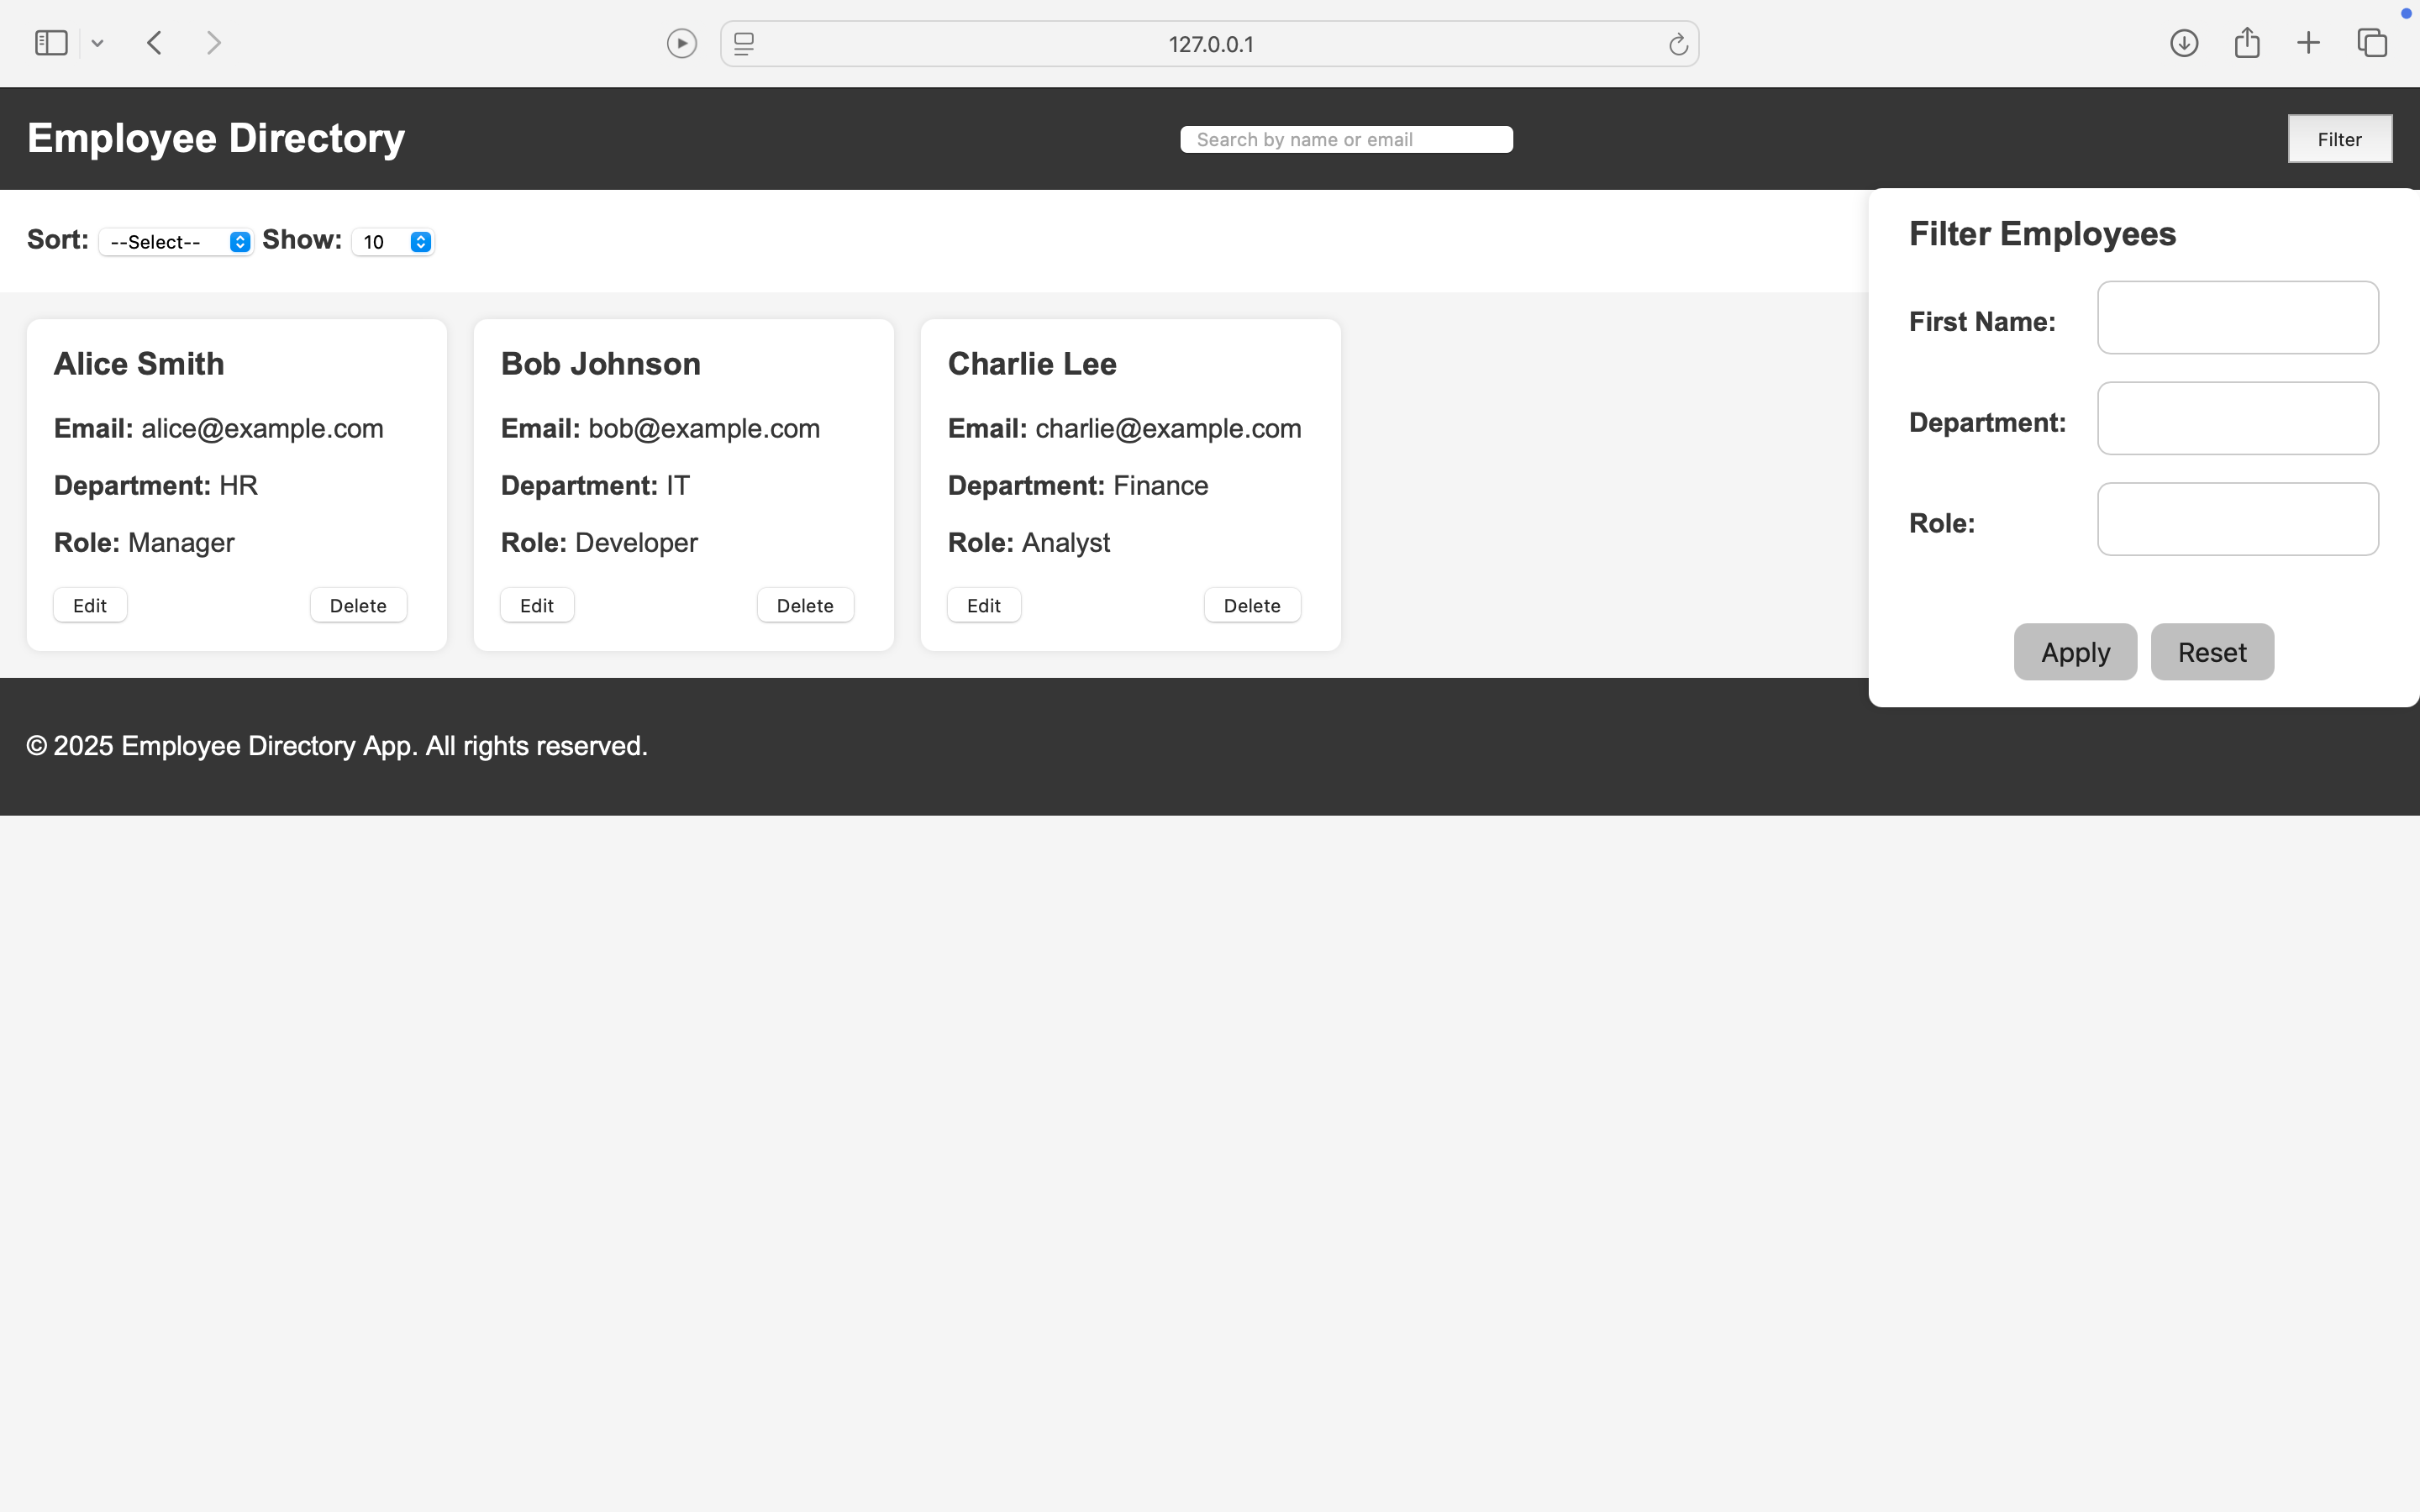 127.0.0.1
Employee Directory
Search by name or email
Filter
Sort: --Select-- Show: 10
Filter Employees
First Name:
Department:
Role:
Apply Reset
Alice Smith
Email: alice@example.com
Department: HR
Role: Manager
Edit Delete
Bob Johnson
Email: bob@example.com
Department: IT
Role: Developer
Edit Delete
Charlie Lee
Email: charlie@example.com
Department: Finance
Role: Analyst
Edit Delete
© 2025 Employee Directory App. All rights reserved.